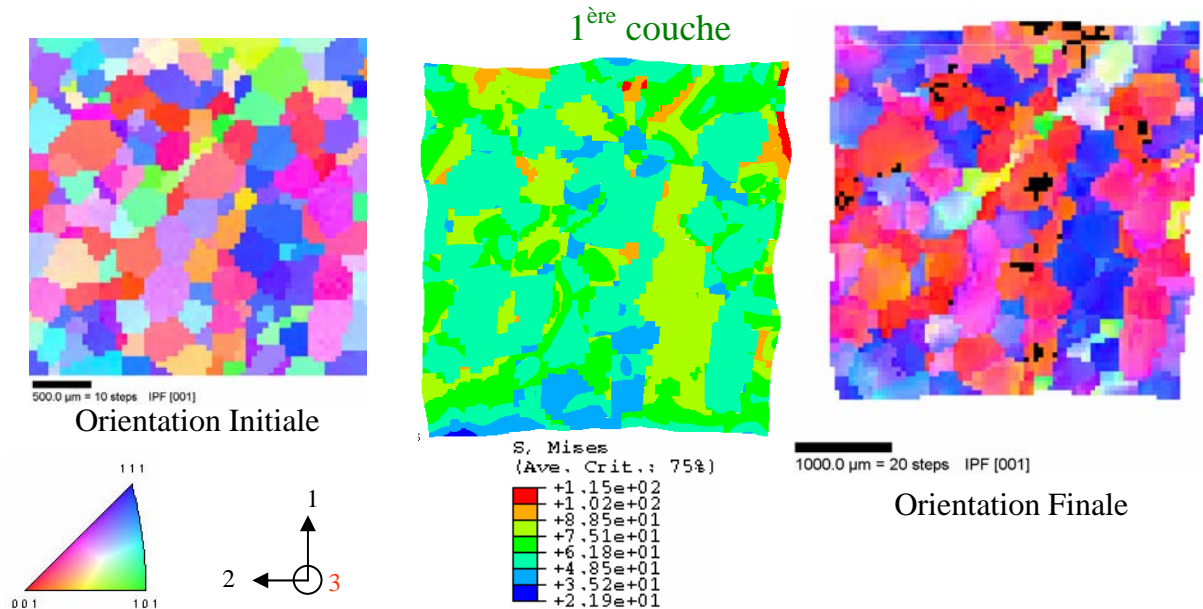 1ère couche
500.0 µm = 10 steps IPF [001]
Orientation Initiale
S, Mises
(Ave. Crit.: 75%)
+1.15e+02
+1.02e+02
+8.85e+01
+7.51e+01
+6.18e+01
+4.85e+01
+3.52e+01
+2.19e+01
1000.0 µm = 20 steps IPF [001]
Orientation Finale
111
001
101
1
2
3